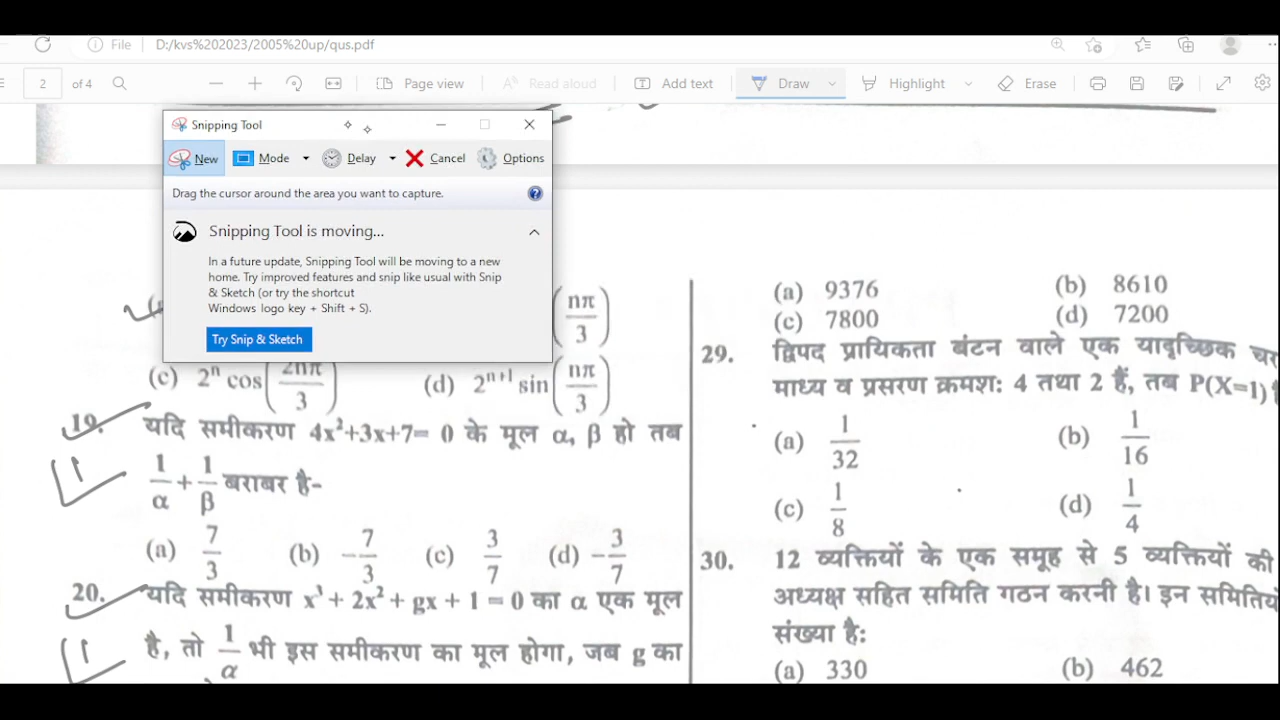 File
D:/kvs%202023/2005%20up/qus.pdf
2 of 4
Page view
Read aloud
Add text
Draw
Highlight
Erase
Snipping Tool
New Mode Delay Cancel Options
Drag the cursor around the area you want to capture.
Snipping Tool is moving...
In a future update, Snipping Tool will be moving to a new
home. Try improved features and snip like usual with Snip
& Sketch (or try the shortcut
Windows logo key + Shift + S).
Try Snip & Sketch
(nπ/3)
(c) 2ⁿ cos(2nπ/3) (d) 2ⁿ⁺¹ sin(nπ/3)
19. यदि समीकरण 4x²+3x+7= 0 के मूल α, β हो तब
1/α + 1/β बराबर है-
(a) 7/3 (b) -7/3 (c) 3/7 (d) -3/7
20. यदि समीकरण x³ + 2x² + gx + 1 = 0 का α एक मूल
है, तो 1/α भी इस समीकरण का मूल होगा, जब g का
(a) 9376 (b) 8610
(c) 7800 (d) 7200
29. द्विपद प्रायिकता बंटन वाले एक यादृच्छिक चर
माध्य व प्रसरण क्रमश: 4 तथा 2 हैं, तब P(X=1)
(a) 1/32 (b) 1/16
(c) 1/8 (d) 1/4
30. 12 व्यक्तियों के एक समूह से 5 व्यक्तियों की
अध्यक्ष सहित समिति गठन करनी है। इन समितिय
संख्या है:
(a) 330 (b) 462